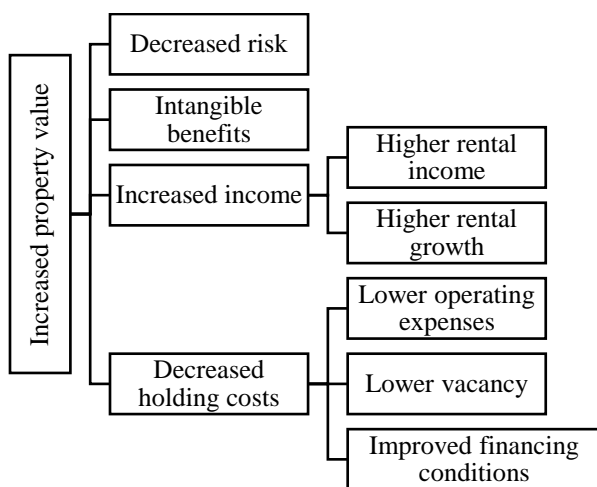 Increased property value
Decreased risk
Intangible
benefits
Increased income
Higher rental
income
Higher rental
growth
Decreased
holding costs
Lower operating
expenses
Lower vacancy
Improved financing
conditions